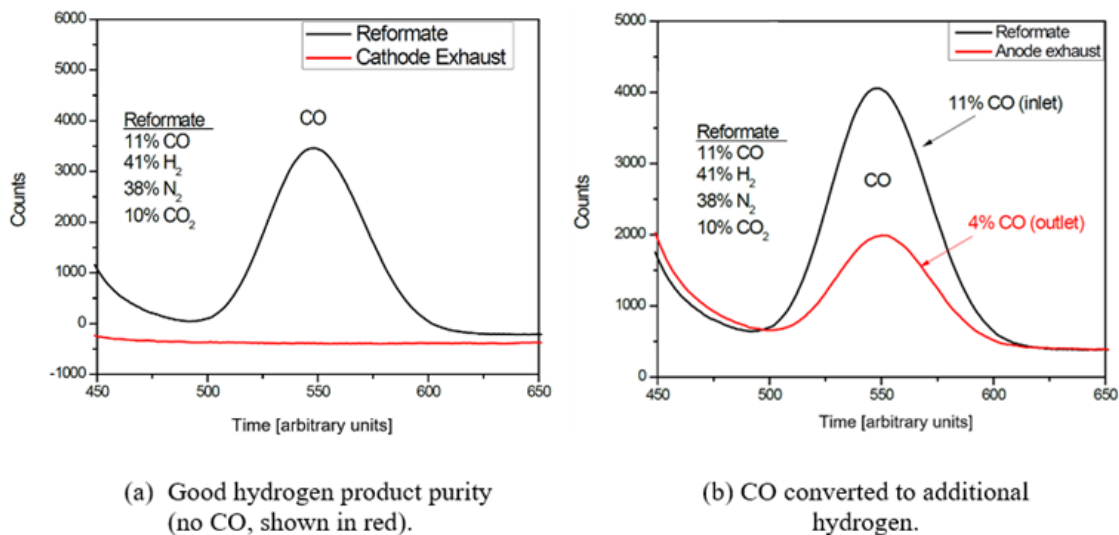 6000
5000
4000
3000
2000
1000
0
-1000
Counts
Reformate
Cathode Exhaust
CO
Reformate
11% CO
41% H₂
38% N₂
10% CO₂
450
500
550
600
650
Time [arbitrary units]
(a) Good hydrogen product purity
(no CO, shown in red).
5000
4000
3000
2000
1000
0
Counts
Reformate
Anode exhaust
11% CO (inlet)
Reformate
11% CO
41% H₂
38% N₂
10% CO₂
CO
4% CO (outlet)
450
500
550
600
650
Time [arbitrary units]
(b) CO converted to additional
hydrogen.